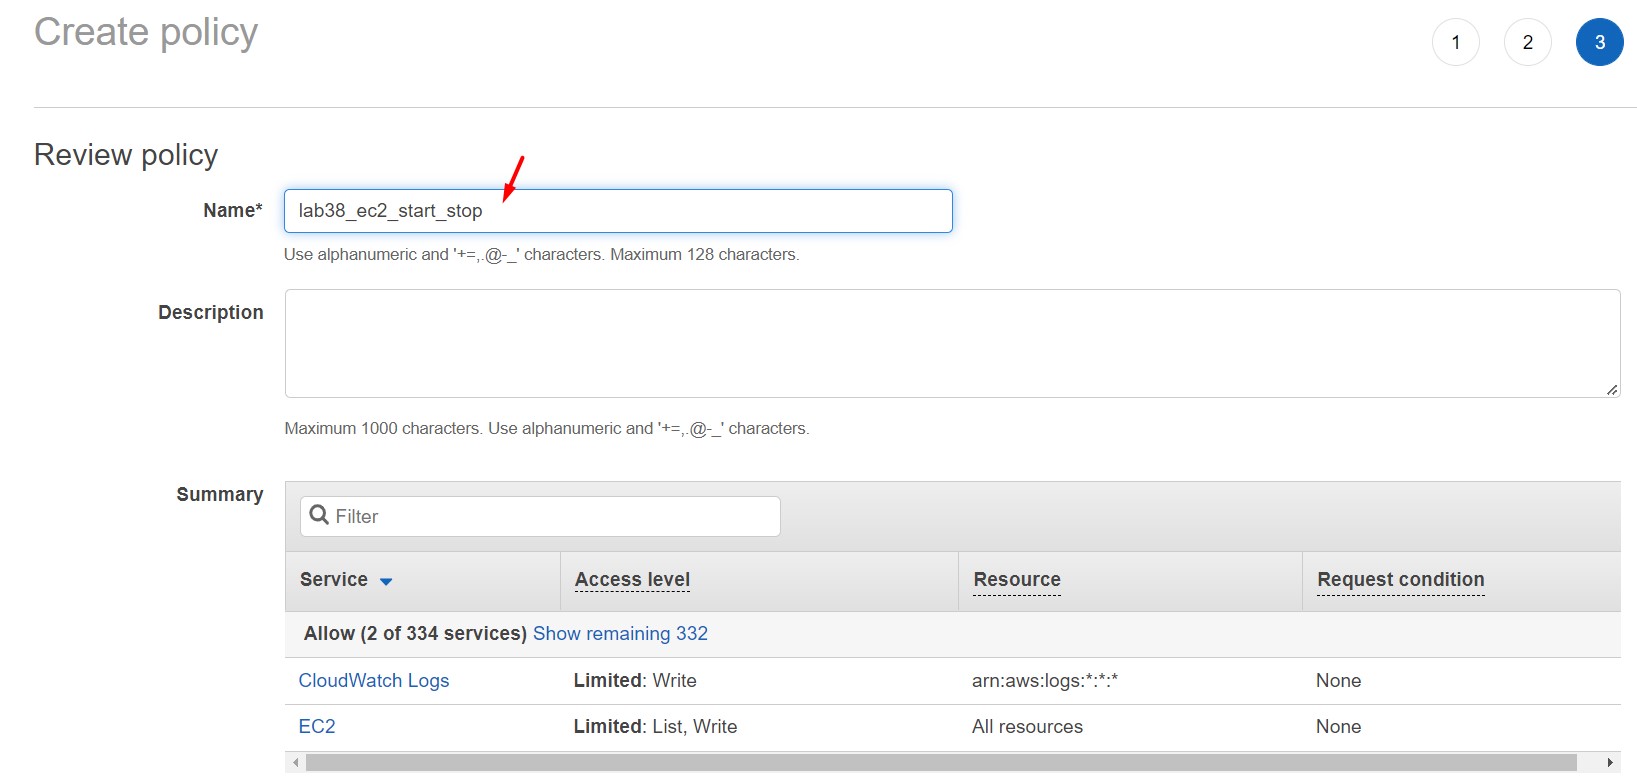 Create policy
1 2 3
Review policy
Name* lab38_ec2_start_stop
Use alphanumeric and '+=,.@-_' characters. Maximum 128 characters.
Description
Maximum 1000 characters. Use alphanumeric and '+=,.@-_' characters.
Summary
Filter
Service Access level Resource Request condition
Allow (2 of 334 services) Show remaining 332
CloudWatch Logs Limited: Write arn:aws:logs:*:*:* None
EC2 Limited: List, Write All resources None